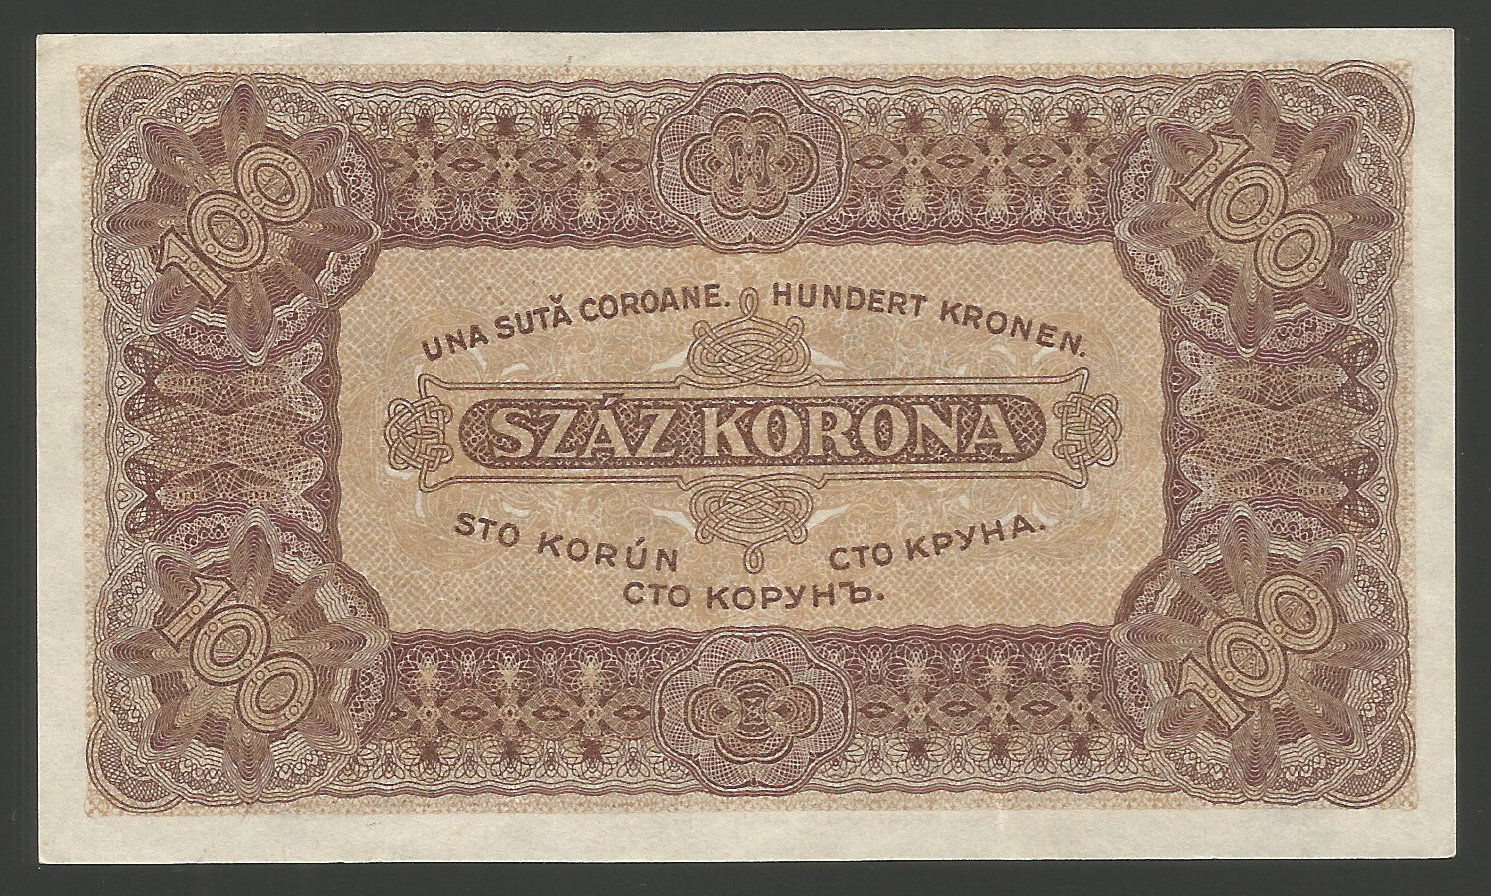 100
100
UNA SUTĂ COROANE. HUNDERT KRONEN.
SZÁZ KORONA
STO KORÚN
СТО КРУНА.
СТО КОРУНЪ.
100
100